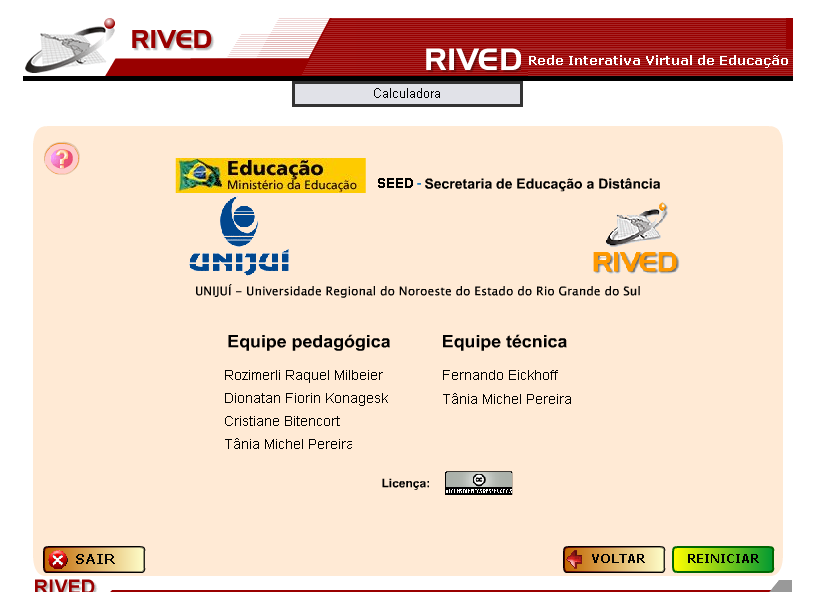 RIVED
RIVED Rede Interativa Virtual de Educação
Calculadora
?
Educação
Ministério da Educação
SEED - Secretaria de Educação a Distância
UNIJUÍ
RIVED
UNIJUÍ – Universidade Regional do Noroeste do Estado do Rio Grande do Sul
Equipe pedagógica
Rozimerli Raquel Milbeier
Dionatan Fiorin Konagesk
Cristiane Bitencort
Tânia Michel Pereira
Equipe técnica
Fernando Eickhoff
Tânia Michel Pereira
Licença:
cc
SAIR
VOLTAR
REINICIAR
RIVED